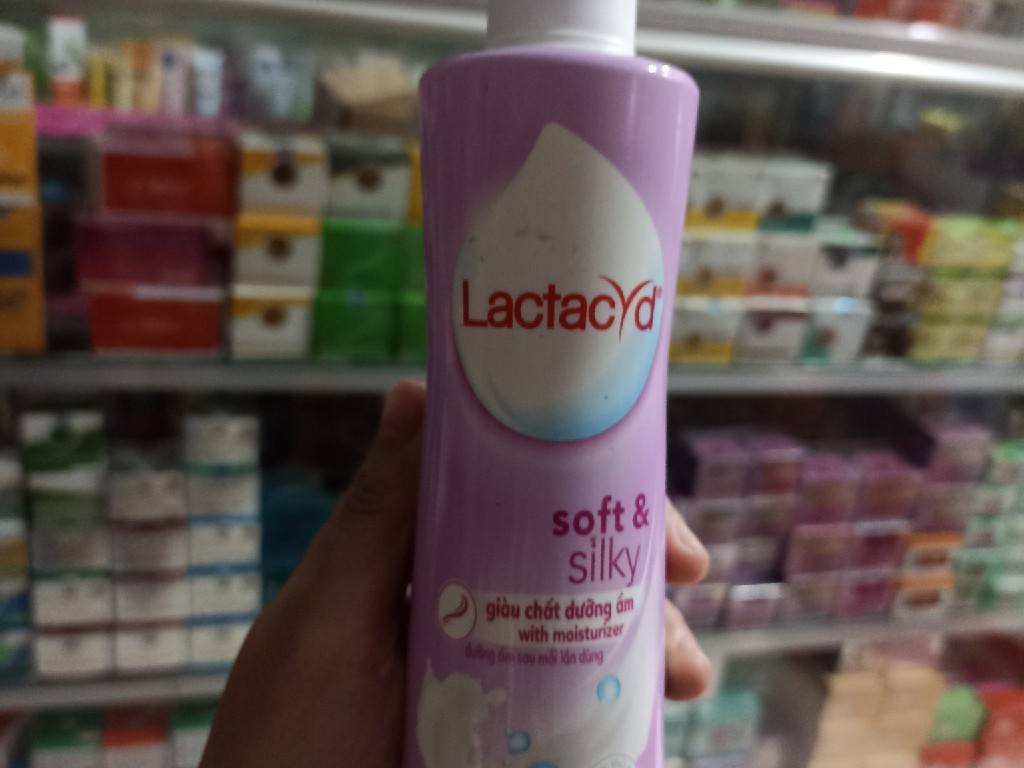 Lactacyd®
soft &
silky
giàu chất dưỡng ẩm
with moisturizer
dưỡng ẩm sau mỗi lần dùng